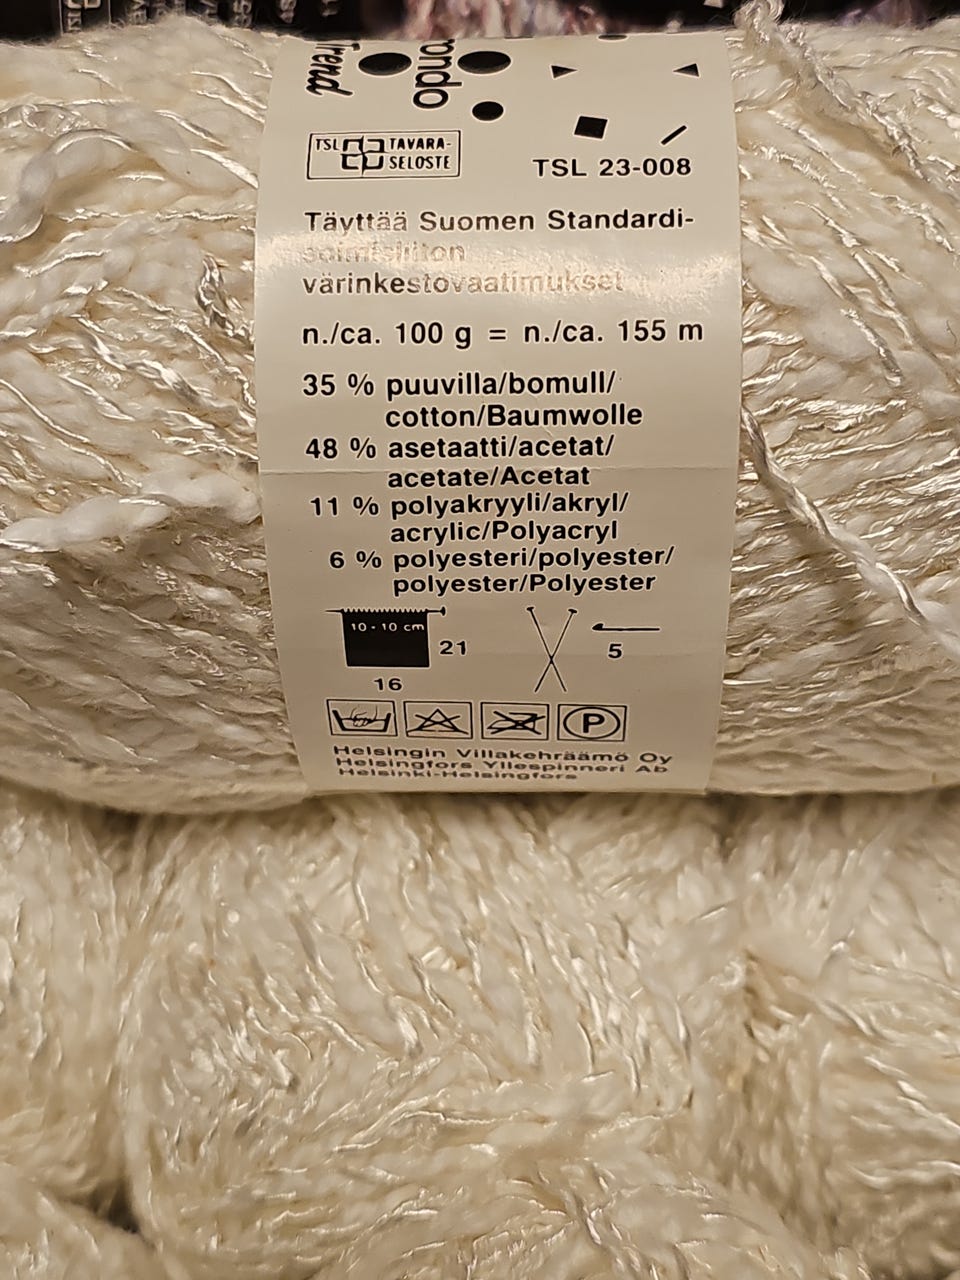 Trend
TSL TAVARA-
SELOSTE
TSL 23-008
Täyttää Suomen Standardi-
soimisliiton
värinkestovaatimukset
n./ca. 100 g = n./ca. 155 m
35 % puuvilla/bomull/
cotton/Baumwolle
48 % asetaatti/acetat/
acetate/Acetat
11 % polyakryyli/akryl/
acrylic/Polyacryl
6 % polyesteri/polyester/
polyester/Polyester
10 - 10 cm
21
16
5
P
Helsingin Villakehräämö Oy
Helsingfors Yllespinneri Ab
Helsinki-Helsingfors